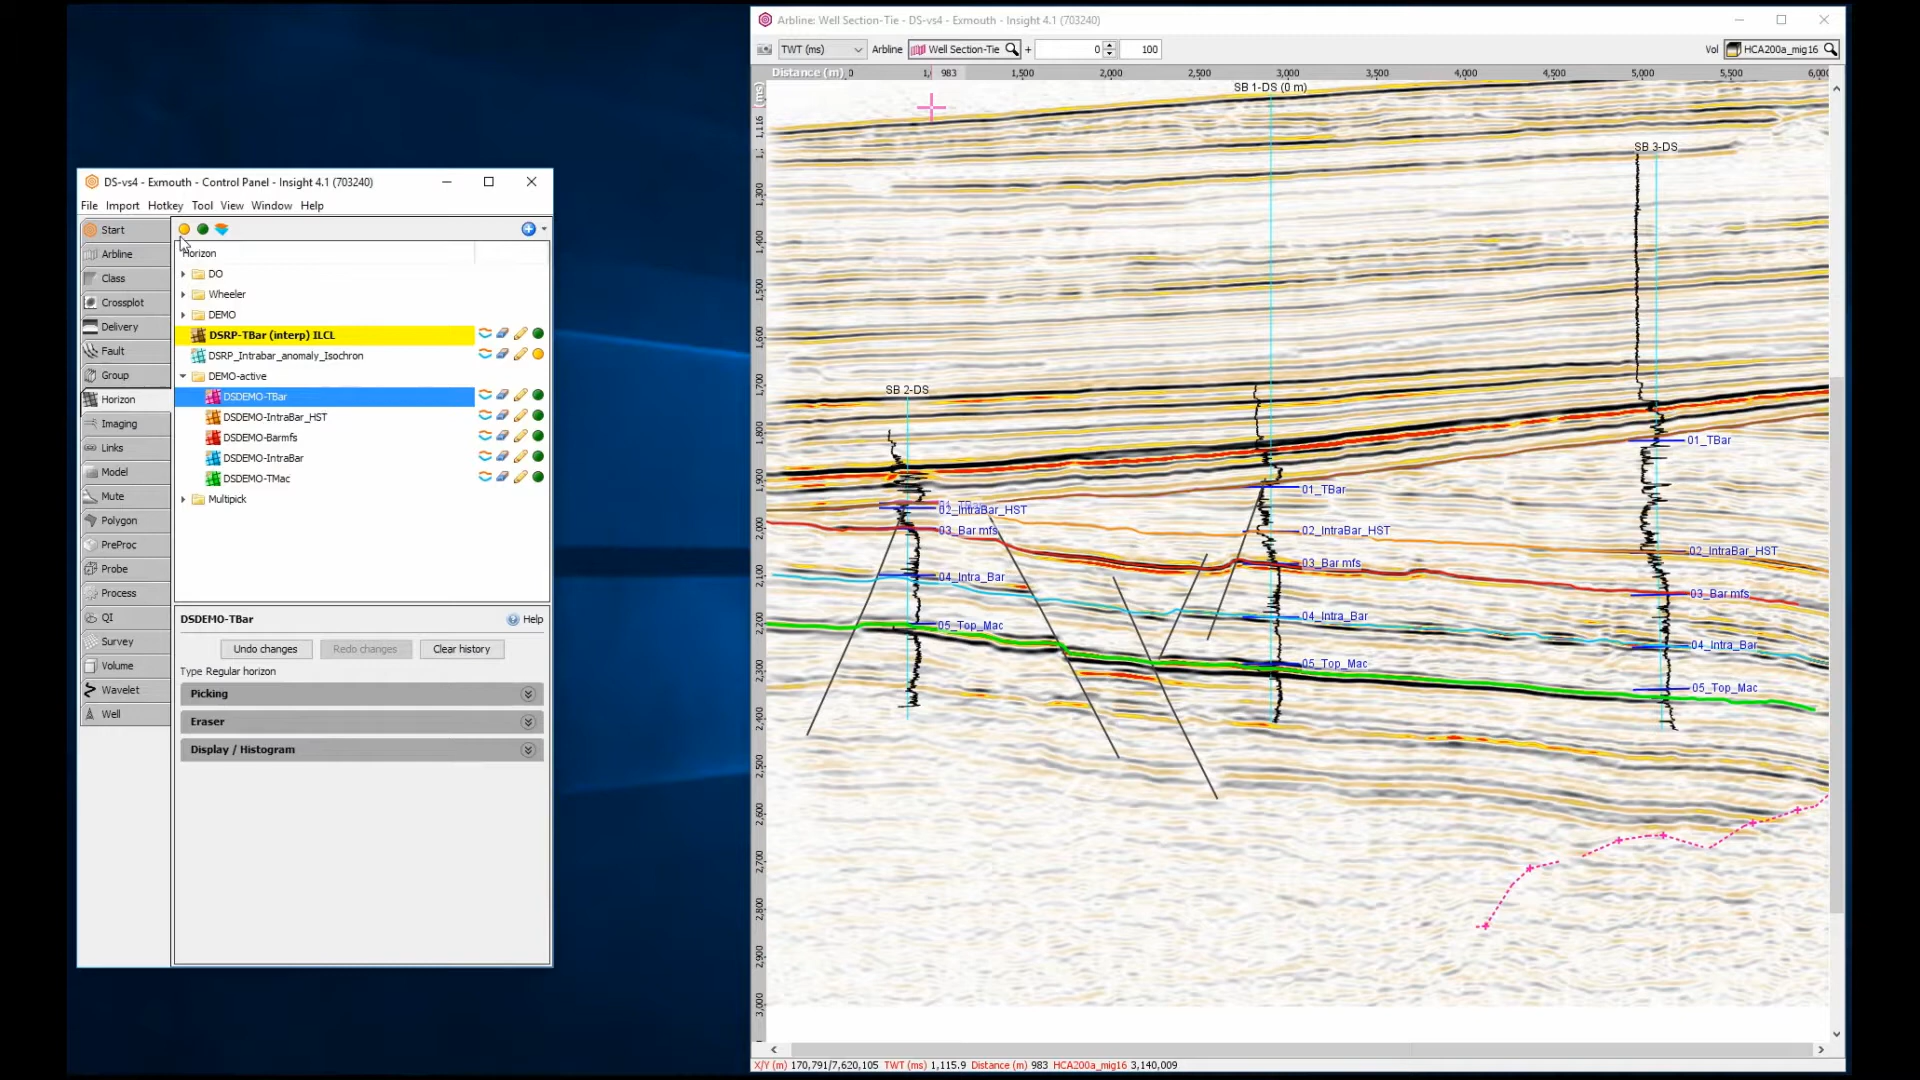 DS-vs4 - Exmouth - Control Panel - Insight 4.1 (703240)
File Import Hotkey Tool View Window Help
Start
Arbline
Class
Crossplot
Delivery
Fault
Group
Horizon
Imaging
Links
Model
Mute
Polygon
PreProc
Probe
Process
QI
Survey
Volume
Wavelet
Well
Horizon
DO
Wheeler
DEMO
DSRP-TBar (interp) ILCL
DSRP_Intrabar_anomaly_Isochron
DEMO-active
DSDEMO-TBar
DSDEMO-IntraBar_HST
DSDEMO-Barmfs
DSDEMO-IntraBar
DSDEMO-TMac
Multipick
DSDEMO-TBar
Help
Undo changes Redo changes Clear history
Type Regular horizon
Picking
Eraser
Display / Histogram
Arbline: Well Section-Tie - DS-vs4 - Exmouth - Insight 4.1 (703240)
TWT (ms) Arbline Well Section-Tie + 0 100 Vol HCA200a_mig16
Distance (m) 0 983 1,500 2,000 2,500 3,000 3,500 4,000 4,500 5,000 5,500 6,000
(ms)
1,116
1,300
1,400
1,500
1,600
1,700
1,800
1,900
2,000
2,100
2,200
2,300
2,400
2,500
2,600
2,700
2,800
2,900
3,000
SB 1-DS (0 m)
SB 3-DS
SB 2-DS
01_TBar
02_IntraBar_HST
03_Bar mfs
04_Intra_Bar
05_Top_Mac
01_TBar
02_IntraBar_HST
03_Bar mfs
04_Intra_Bar
05_Top_Mac
01_TBar
02_IntraBar_HST
03_Bar mfs
04_Intra_Bar
05_Top_Mac
X/Y (m) 170,791/7,620,105 TWT (ms) 1,115.9 Distance (m) 983 HCA200a_mig16 3,140,009